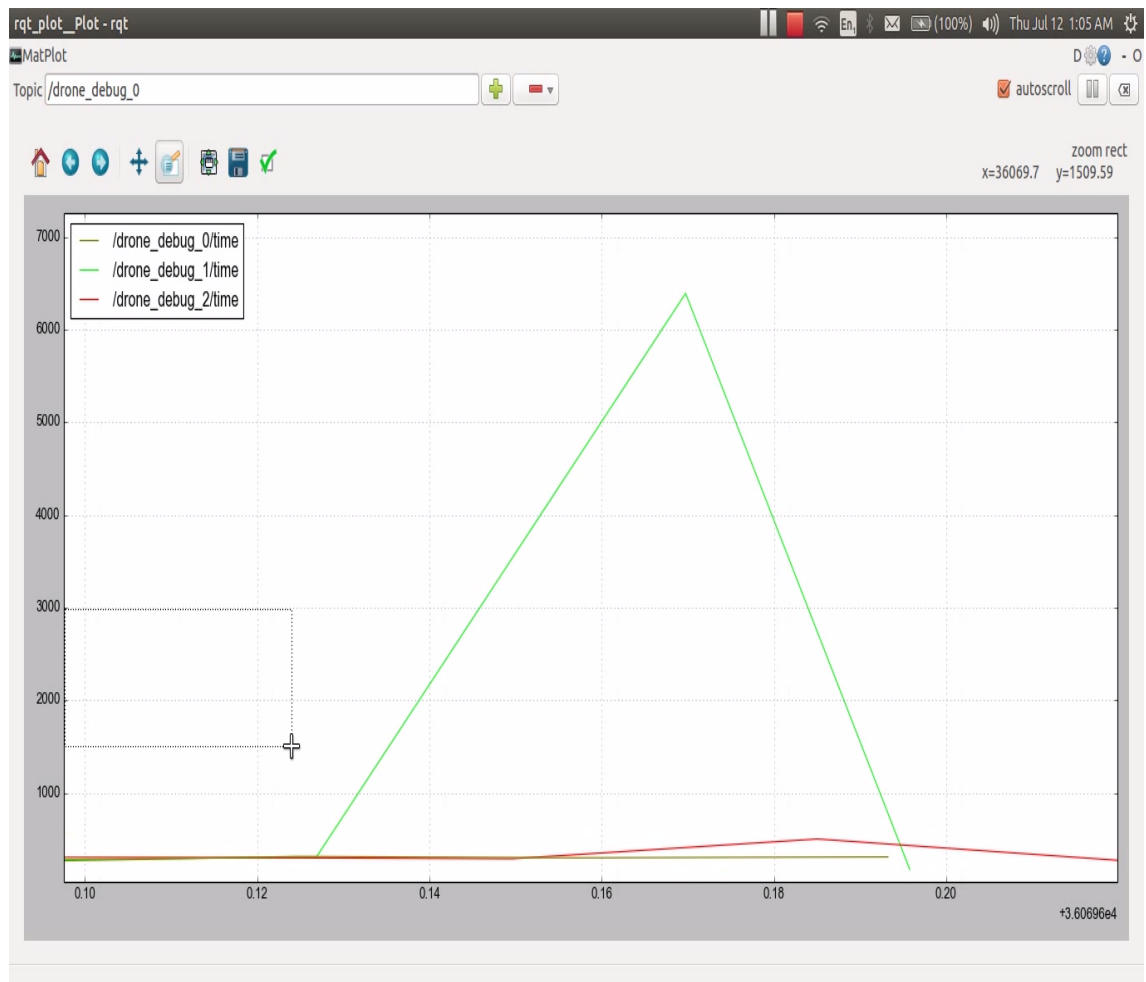 rqt_plot__Plot - rqt
En1 (100%) Thu Jul 12 1:05 AM
MatPlot
D ? - O
Topic /drone_debug_0
autoscroll
zoom rect
x=36069.7 y=1509.59
/drone_debug_0/time
/drone_debug_1/time
/drone_debug_2/time
7000
6000
5000
4000
3000
2000
1000
0.10 0.12 0.14 0.16 0.18 0.20
+3.60696e4